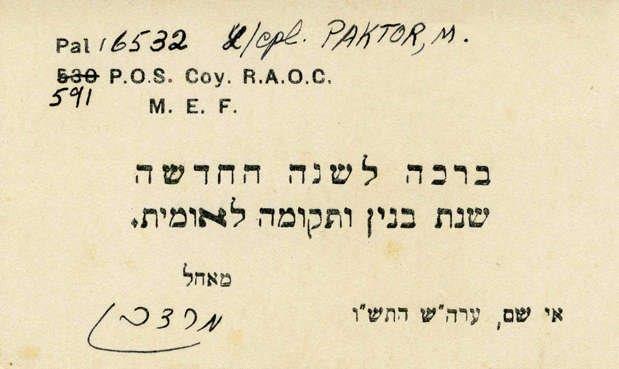 Pal / 6532 L/cpl. PAKTOR, M.
530 P.O.S. Coy. R.A.O.C.
591 M. E. F.
ברכה לשנה החדשה
שנת בנין ותקומה לאומית.
מאחל
מרדכי
אי שם, ערה"ש התש"ו